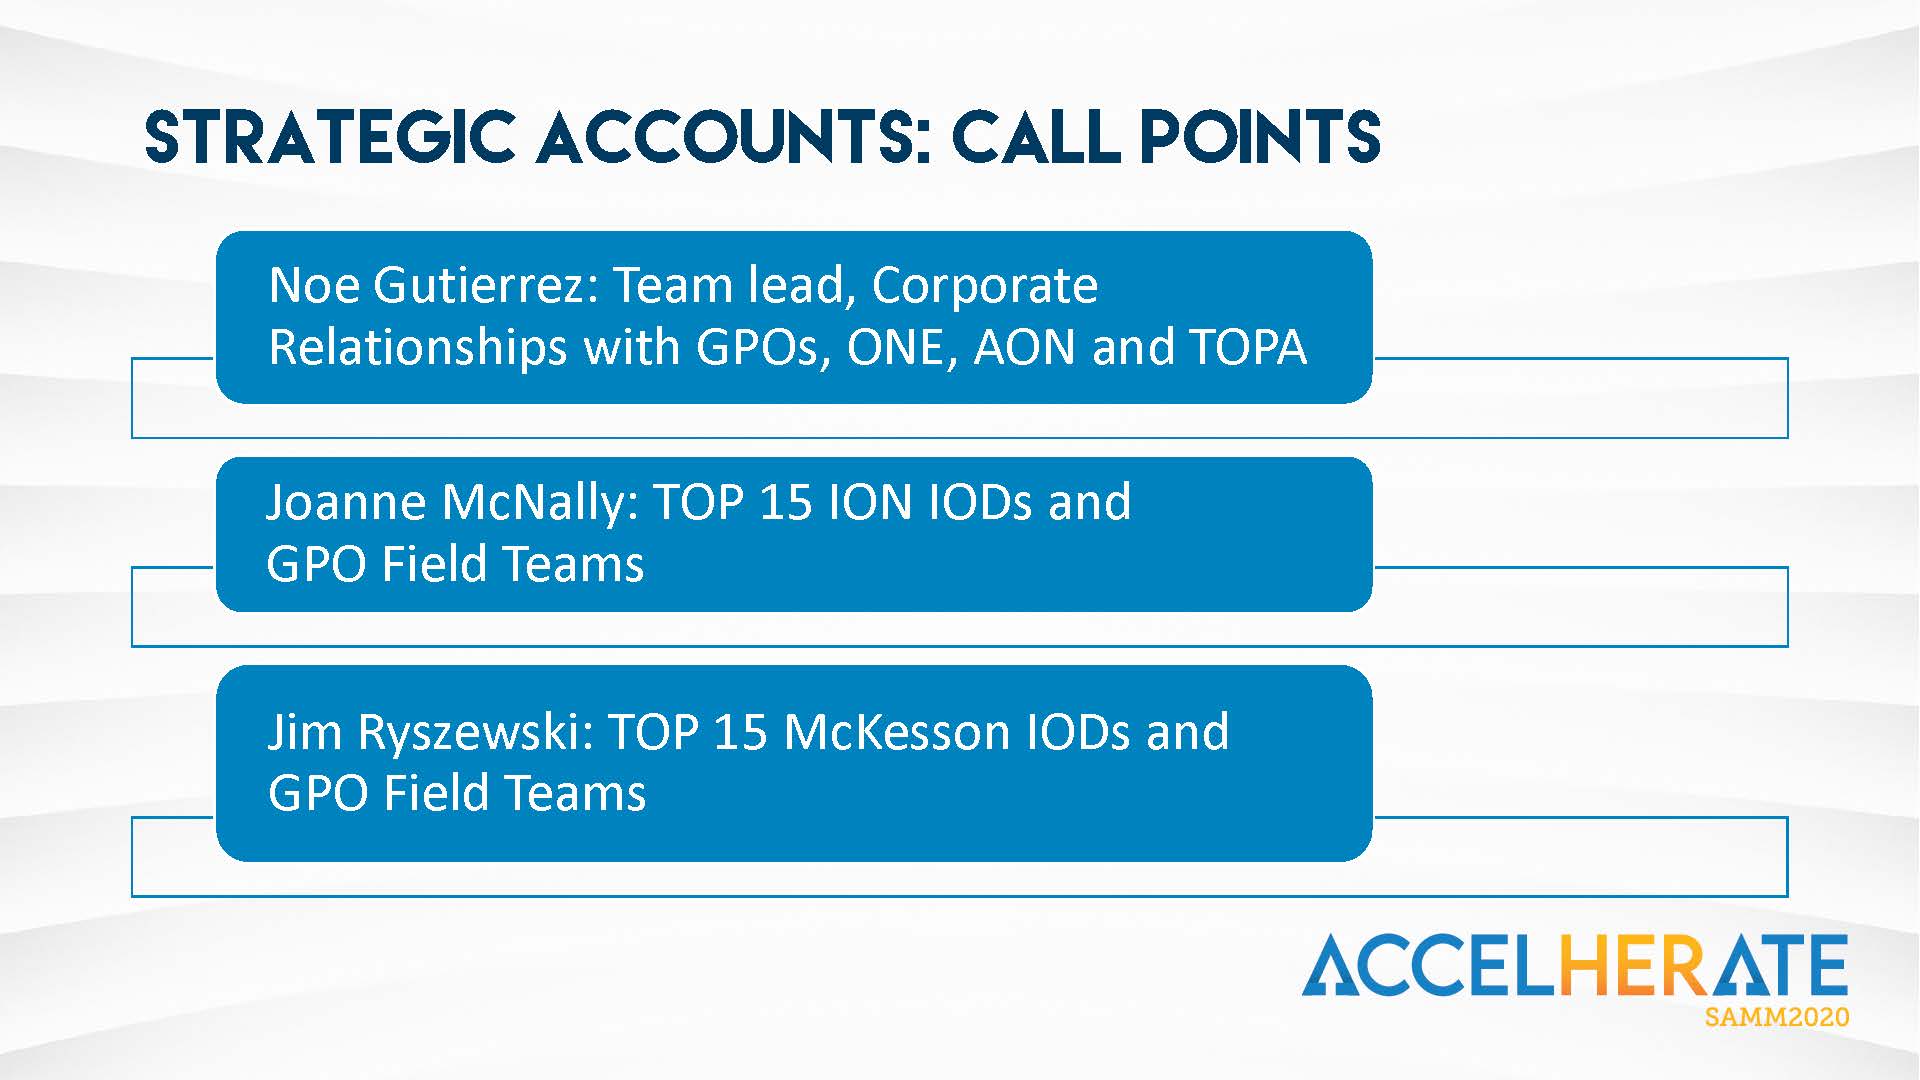 STRATEGIC ACCOUNTS: CALL POINTS
Noe Gutierrez: Team lead, Corporate
Relationships with GPOs, ONE, AON and TOPA
Joanne McNally: TOP 15 ION IODs and
GPO Field Teams
Jim Ryszewski: TOP 15 McKesson IODs and
GPO Field Teams
ACCELHERATE
SAMM2020